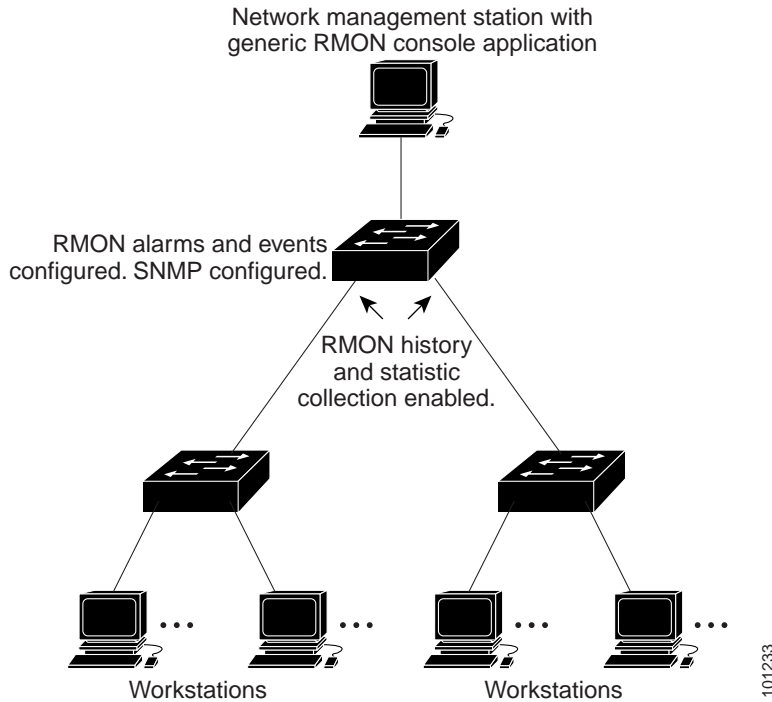 Network management station with
generic RMON console application
RMON alarms and events
configured. SNMP configured.
RMON history
and statistic
collection enabled.
Workstations
Workstations
101233